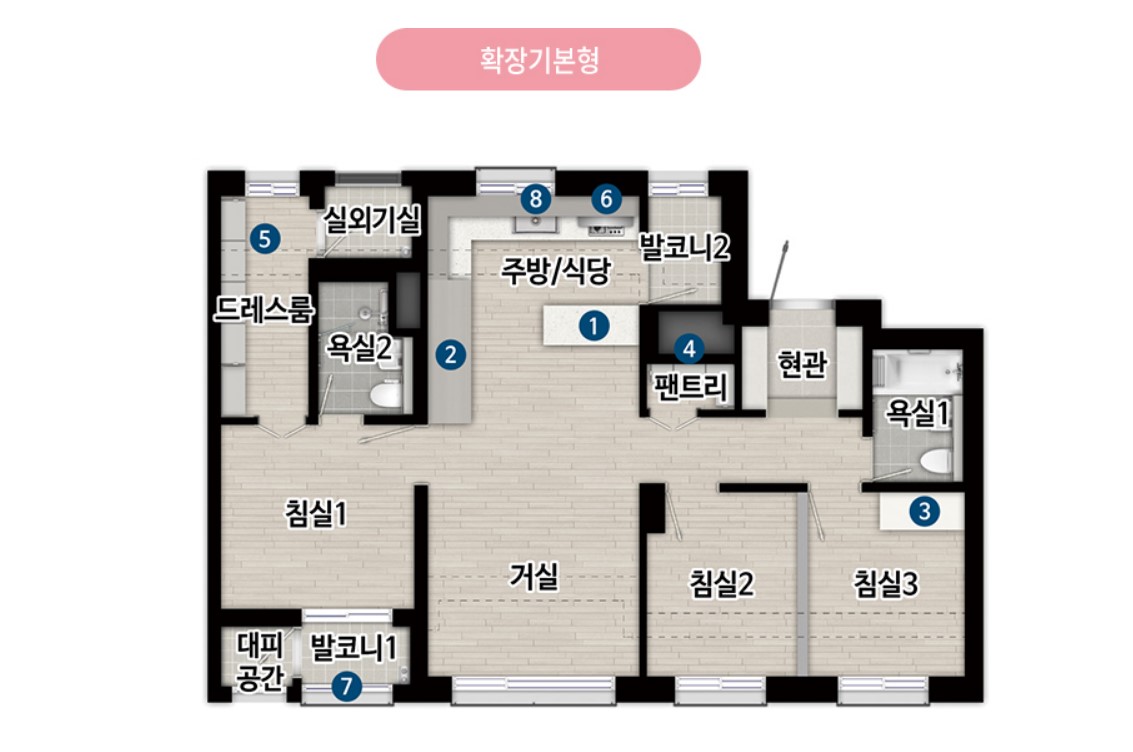 확장기본형
8
6
실외기실
5
발코니2
주방/식당
드레스룸
1
욕실2
2
4
현관
팬트리
욕실1
침실1
3
거실
침실2
침실3
대피
공간
발코니1
7